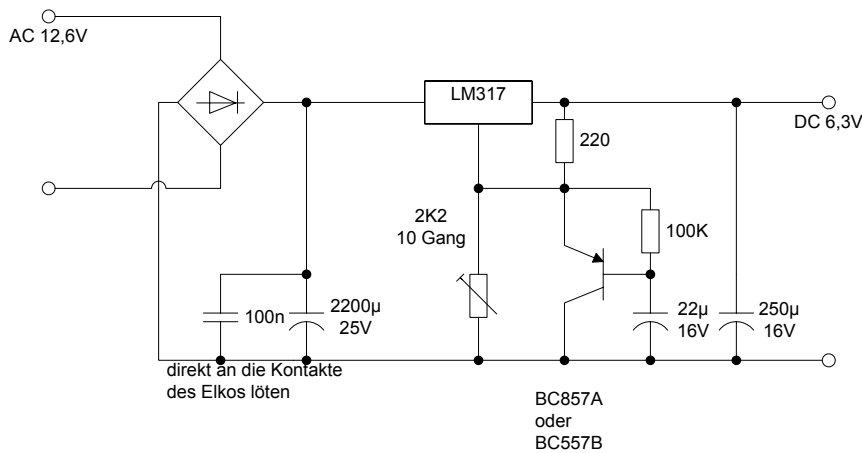 AC 12,6V
LM317
DC 6,3V
220
2K2
10 Gang
100K
100n
2200µ
25V
22µ
16V
250µ
16V
direkt an die Kontakte
des Elkos löten
BC857A
oder
BC557B